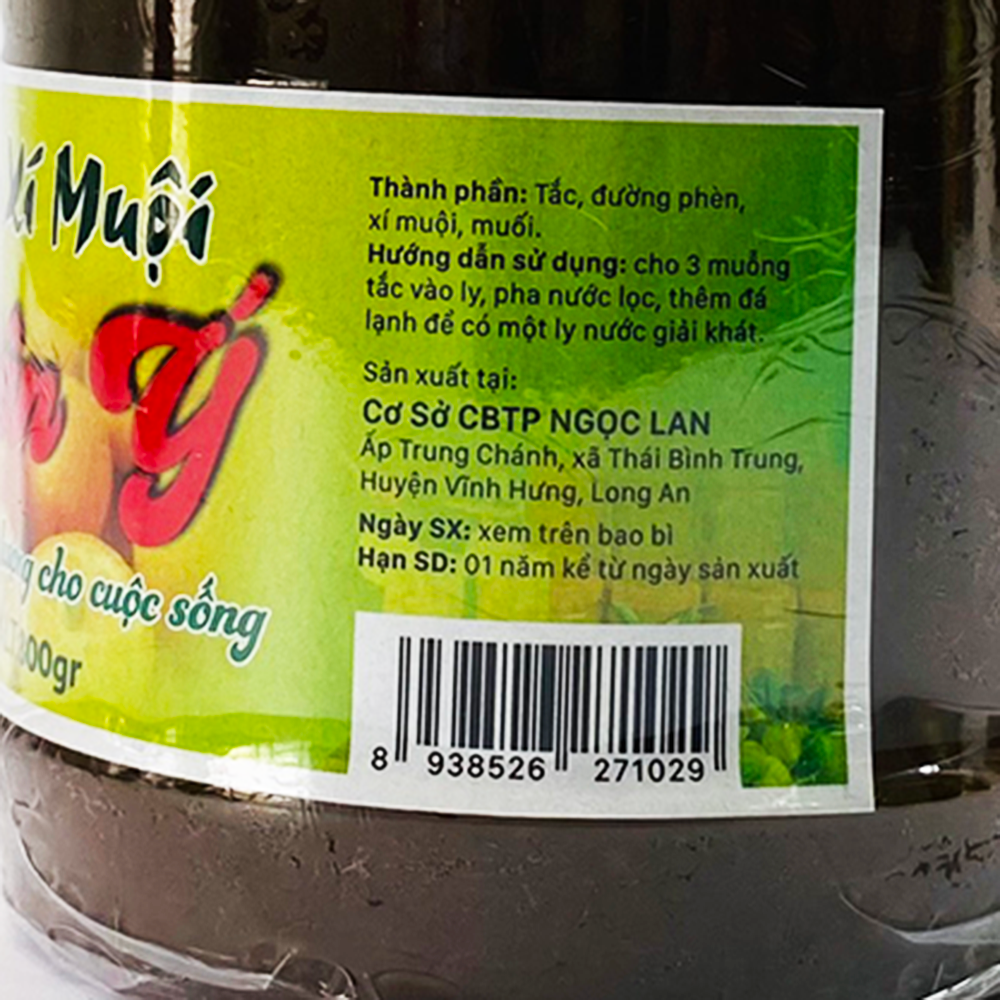 Xí Muội
Ý
cho cuộc sống
Thành phần: Tắc, đường phèn,
xí muội, muối.
Hướng dẫn sử dụng: cho 3 muỗng
tắc vào ly, pha nước lọc, thêm đá
lạnh để có một ly nước giải khát.
Sản xuất tại:
Cơ Sở CBTP NGỌC LAN
Ấp Trung Chánh, xã Thái Bình Trung,
Huyện Vĩnh Hưng, Long An
Ngày SX: xem trên bao bì
Hạn SD: 01 năm kể từ ngày sản xuất
8 938526 271029